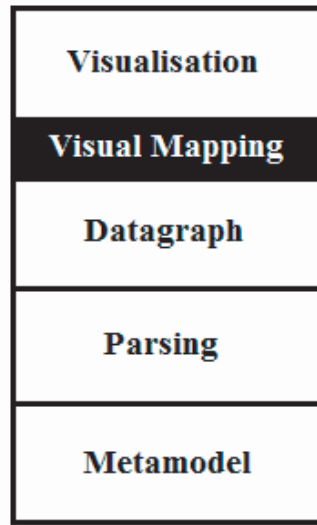 Visualisation
Visual Mapping
Datagraph
Parsing
Metamodel